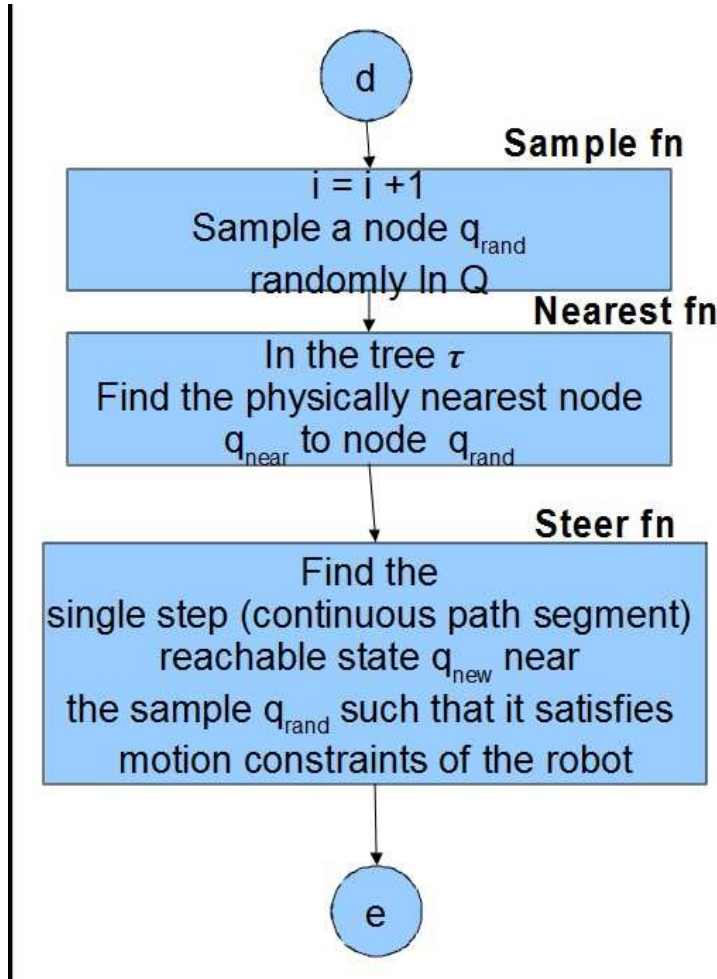 d
Sample fn
i = i +1
Sample a node q_rand
randomly In Q
Nearest fn
In the tree τ
Find the physically nearest node
q_near to node q_rand
Steer fn
Find the
single step (continuous path segment)
reachable state q_new near
the sample q_rand such that it satisfies
motion constraints of the robot
e